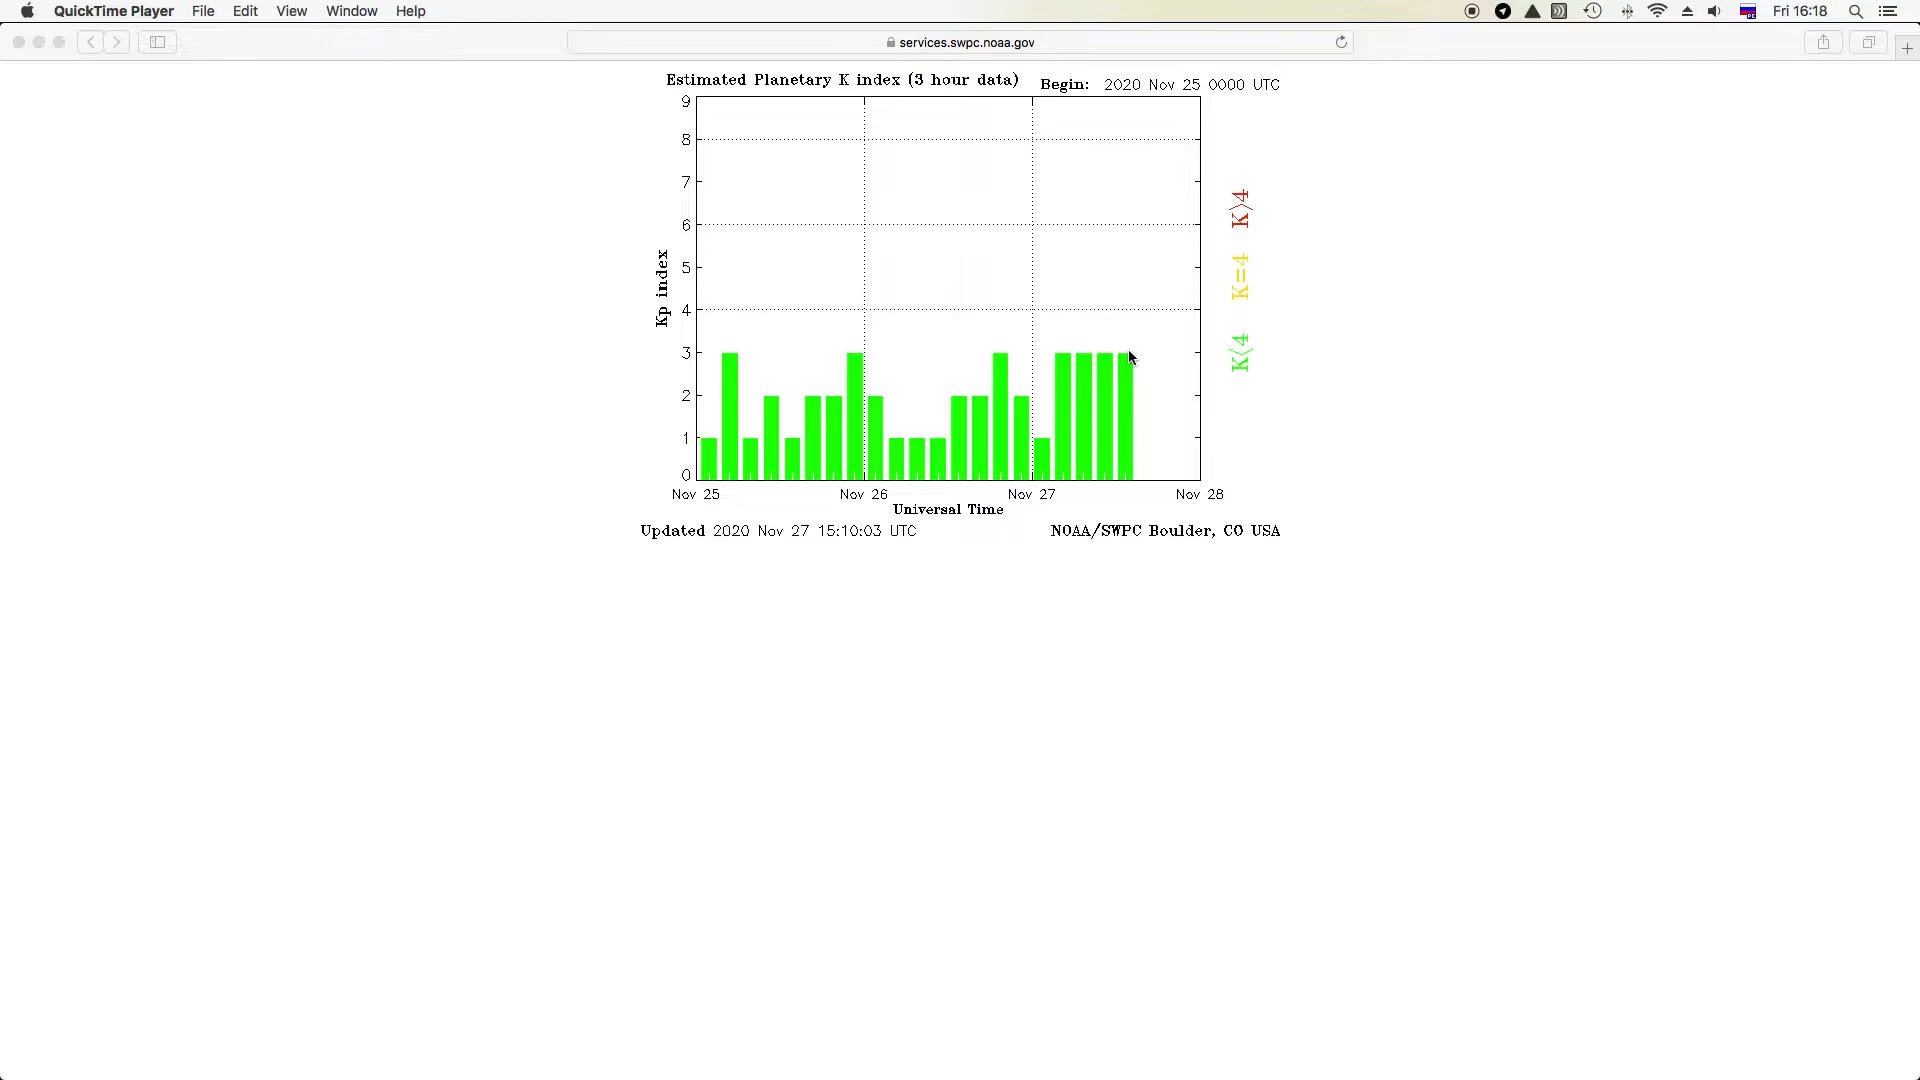 QuickTime Player File Edit View Window Help Fri 16:18
services.swpc.noaa.gov
Estimated Planetary K index (3 hour data) Begin: 2020 Nov 25 0000 UTC
9
8
7
6
5
4
3
2
1
0
Kp index
K>4
K=4
K<4
Nov 25 Nov 26 Nov 27 Nov 28
Universal Time
Updated 2020 Nov 27 15:10:03 UTC NOAA/SWPC Boulder, CO USA